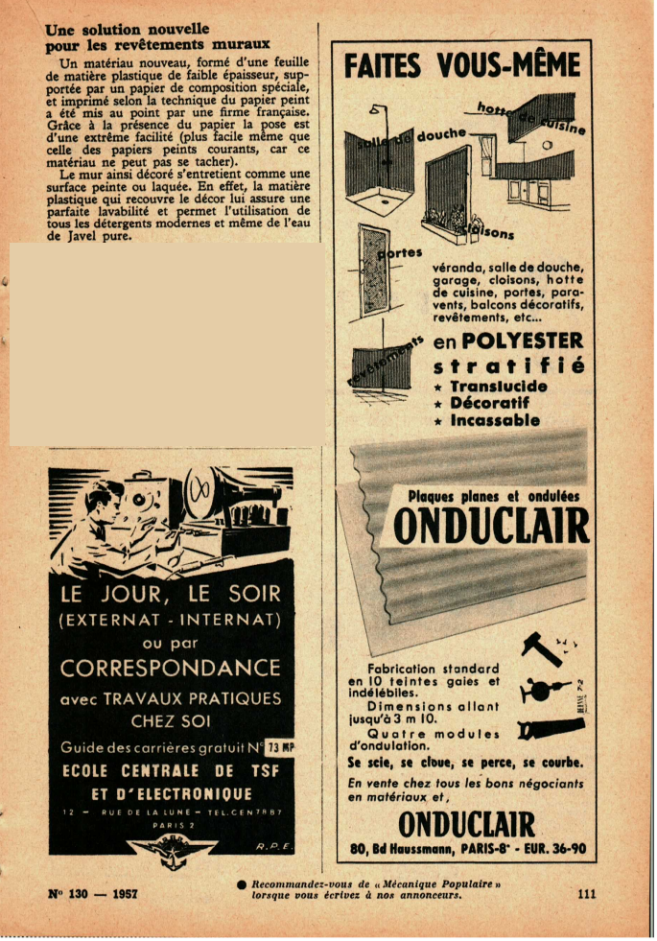 Une solution nouvelle
pour les revêtements muraux
Un matériau nouveau, formé d'une feuille
de matière plastique de faible épaisseur, sup-
portée par un papier de composition spéciale,
et imprimé selon la technique du papier peint
a été mis au point par une firme française.
Grâce à la présence du papier la pose est
d'une extrême facilité (plus facile même que
celle des papiers peints courants, car ce
matériau ne peut pas se tacher).
Le mur ainsi décoré s'entretient comme une
surface peinte ou laquée. En effet, la matière
plastique qui recouvre le décor lui assure une
parfaite lavabilité et permet l'utilisation de
tous les détergents modernes et même de l'eau
de Javel pure.
LE JOUR, LE SOIR
(EXTERNAT - INTERNAT)
ou par
CORRESPONDANCE
avec TRAVAUX PRATIQUES
CHEZ SOI
Guide des carrières gratuit N° 73 MP
ECOLE CENTRALE DE TSF
ET D'ELECTRONIQUE
12 - RUE DE LA LUNE - TEL. CEN 78 87
PARIS 2
R.P.E.
FAITES VOUS-MÊME
hotte de cuisine
salle de douche
cloisons
portes
revêtements
véranda, salle de douche,
garage, cloisons, hotte
de cuisine, portes, para-
vents, balcons décoratifs,
revêtements, etc...
en POLYESTER
stratifié
★ Translucide
★ Décoratif
★ Incassable
Plaques planes et ondulées
ONDUCLAIR
Fabrication standard
en 10 teintes gaies et
indélébiles.
Dimensions allant
jusqu'à 3 m 10.
Quatre modules
d'ondulation.
Se scie, se cloue, se perce, se courbe.
En vente chez tous les bons négociants
en matériaux et,
ONDUCLAIR
80, Bd Haussmann, PARIS-8e - EUR. 36-90
N° 130 — 1957
● Recommandez-vous de « Mécanique Populaire »
lorsque vous écrivez à nos annonceurs.
111